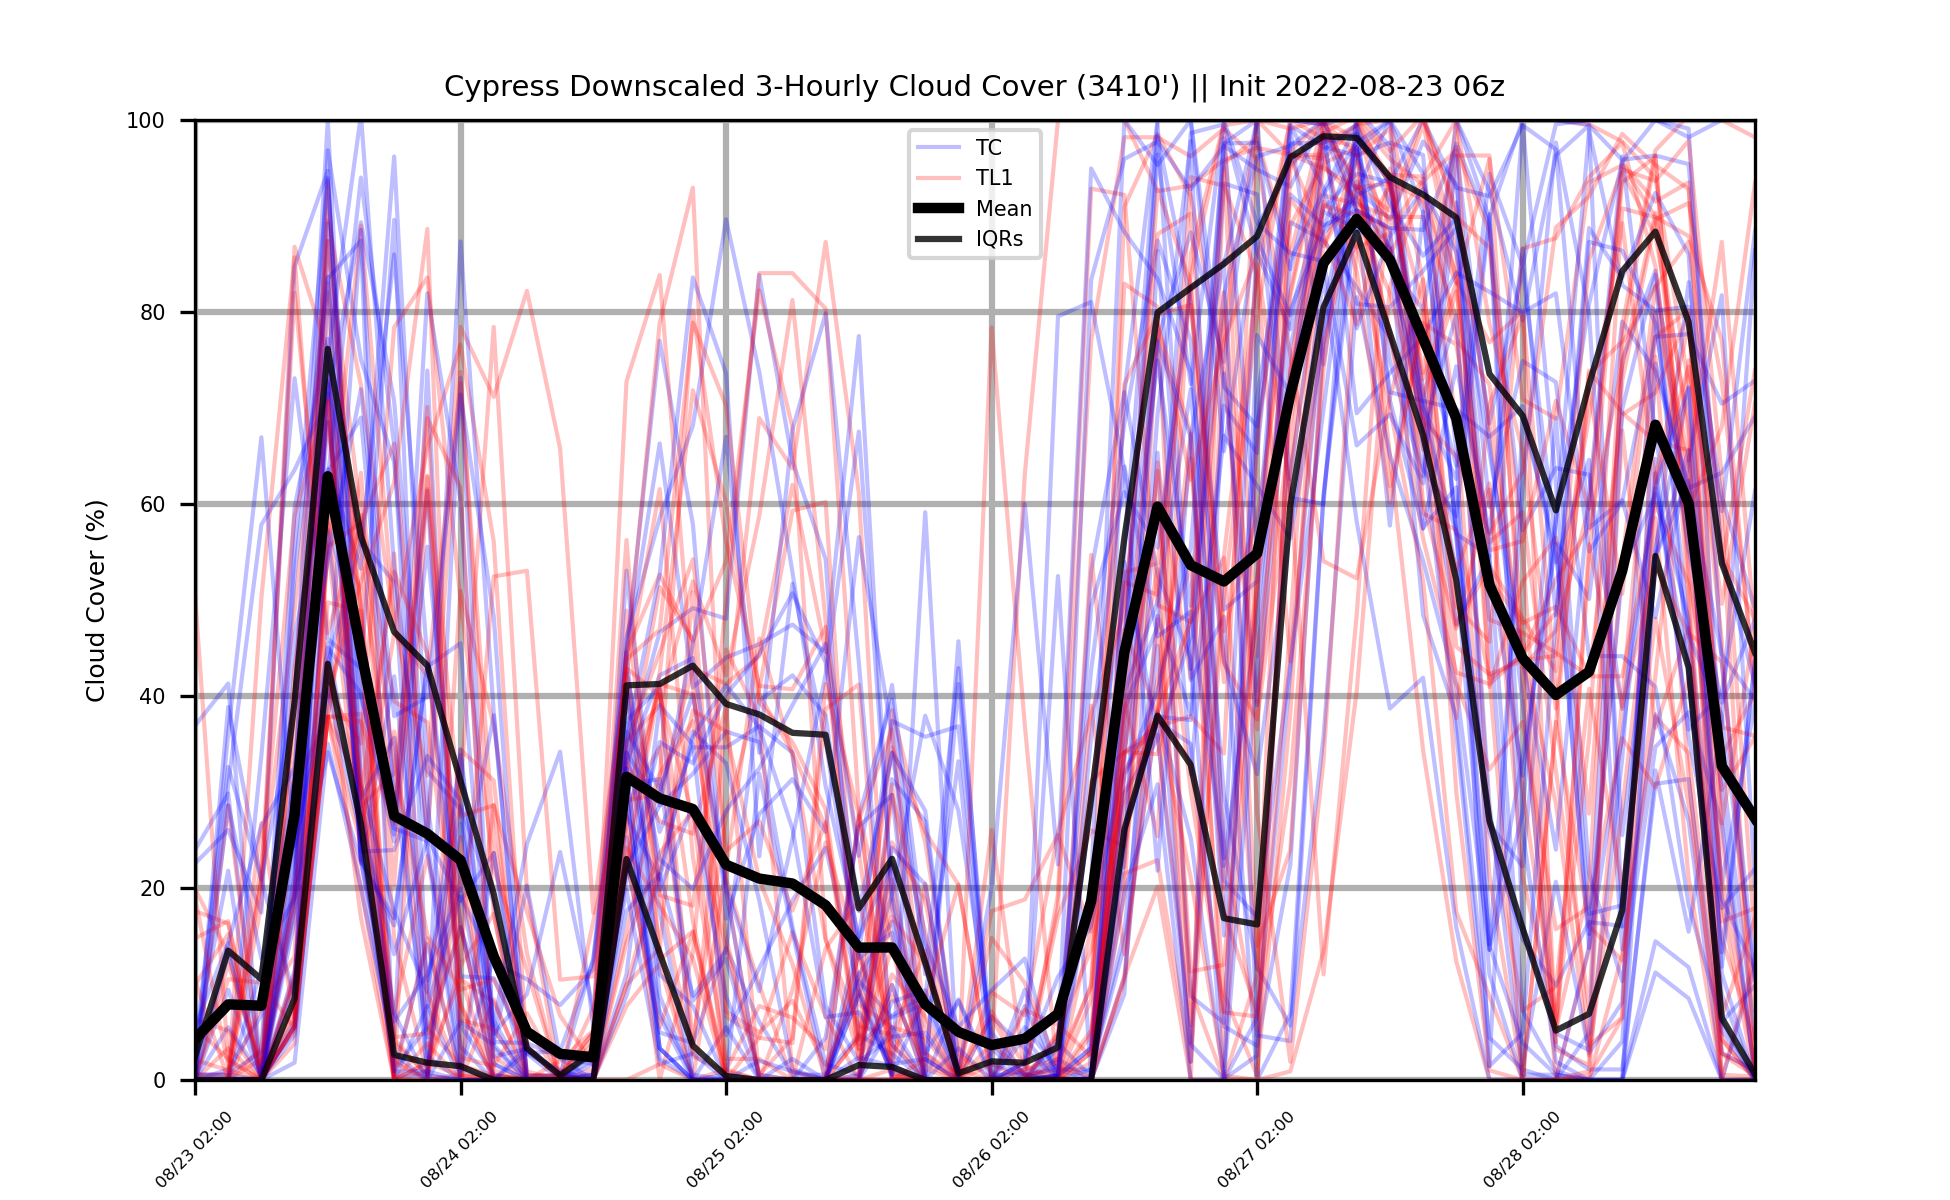 Cypress Downscaled 3-Hourly Cloud Cover (3410') || Init 2022-08-23 06z
Cloud Cover (%)
100
80
60
40
20
0
TC
TL1
Mean
IQRs
08/23 02:00
08/24 02:00
08/25 02:00
08/26 02:00
08/27 02:00
08/28 02:00